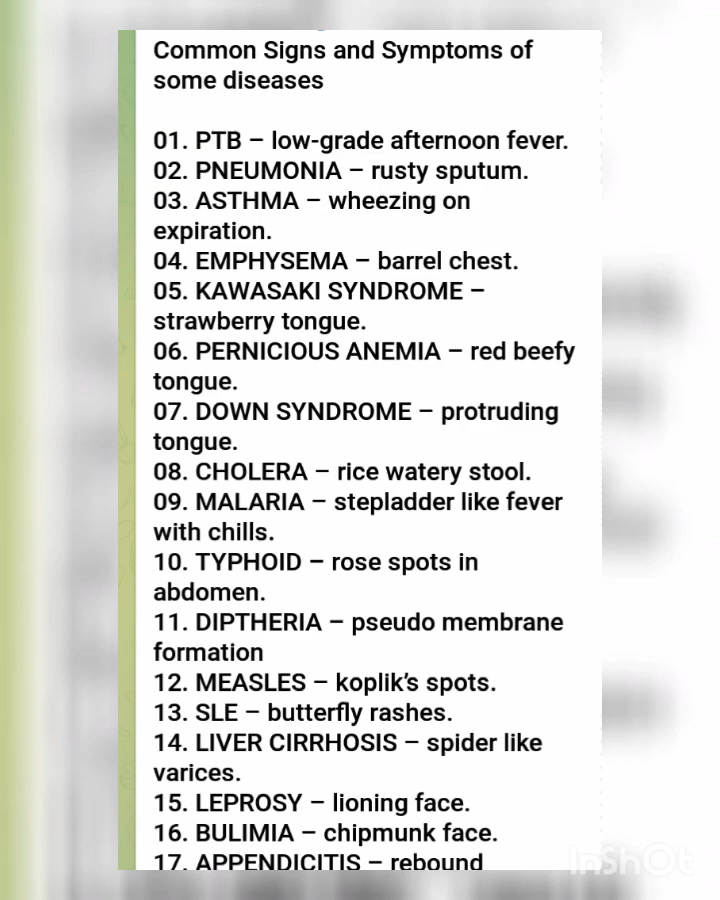 Common Signs and Symptoms of
some diseases
01. PTB – low-grade afternoon fever.
02. PNEUMONIA – rusty sputum.
03. ASTHMA – wheezing on
expiration.
04. EMPHYSEMA – barrel chest.
05. KAWASAKI SYNDROME –
strawberry tongue.
06. PERNICIOUS ANEMIA – red beefy
tongue.
07. DOWN SYNDROME – protruding
tongue.
08. CHOLERA – rice watery stool.
09. MALARIA – stepladder like fever
with chills.
10. TYPHOID – rose spots in
abdomen.
11. DIPTHERIA – pseudo membrane
formation
12. MEASLES – koplik’s spots.
13. SLE – butterfly rashes.
14. LIVER CIRRHOSIS – spider like
varices.
15. LEPROSY – lioning face.
16. BULIMIA – chipmunk face.
17. APPENDICITIS – rebound
InShOt